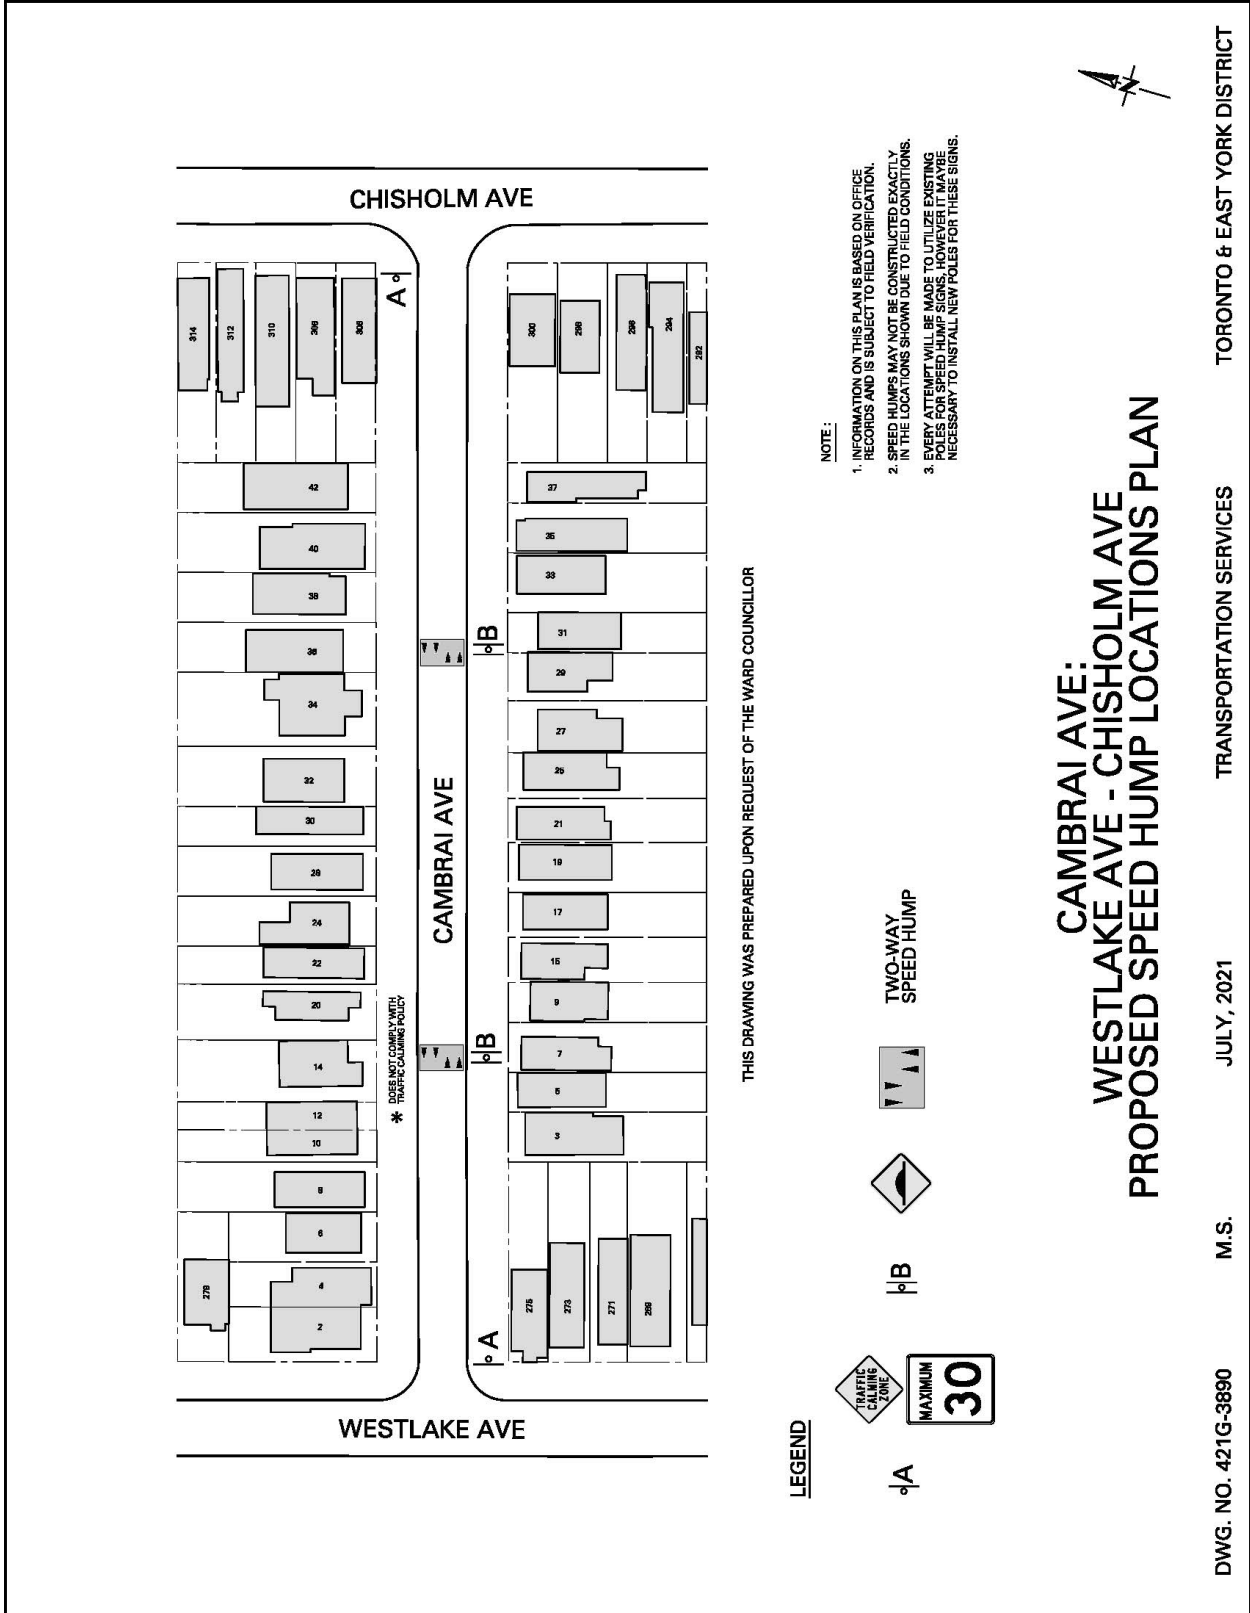 CHISHOLM AVE
314
312
310
308
306
A
300
298
296
294
292
42
40
38
36
34
32
30
28
24
22
20
14
12
10
8
6
4
2
279
37
35
33
31
29
27
25
21
19
17
15
9
7
5
3
275
273
271
269
B
B
A
CAMBRAI AVE
* DOES NOT COMPLY WITH
TRAFFIC CALMING POLICY
WESTLAKE AVE
THIS DRAWING WAS PREPARED UPON REQUEST OF THE WARD COUNCILLOR
NOTE :
1. INFORMATION ON THIS PLAN IS BASED ON OFFICE
RECORDS AND IS SUBJECT TO FIELD VERIFICATION.
2. SPEED HUMPS MAY NOT BE CONSTRUCTED EXACTLY
IN THE LOCATIONS SHOWN DUE TO FIELD CONDITIONS.
3. EVERY ATTEMPT WILL BE MADE TO UTILIZE EXISTING
POLES FOR SPEED HUMP SIGNS, HOWEVER IT MAYBE
NECESSARY TO INSTALL NEW POLES FOR THESE SIGNS.
N
LEGEND
A
TRAFFIC
CALMING
ZONE
MAXIMUM
30
B
TWO-WAY
SPEED HUMP
CAMBRAI AVE:
WESTLAKE AVE - CHISHOLM AVE
PROPOSED SPEED HUMP LOCATIONS PLAN
DWG. NO. 421G-3890
M.S.
JULY, 2021
TRANSPORTATION SERVICES
TORONTO & EAST YORK DISTRICT